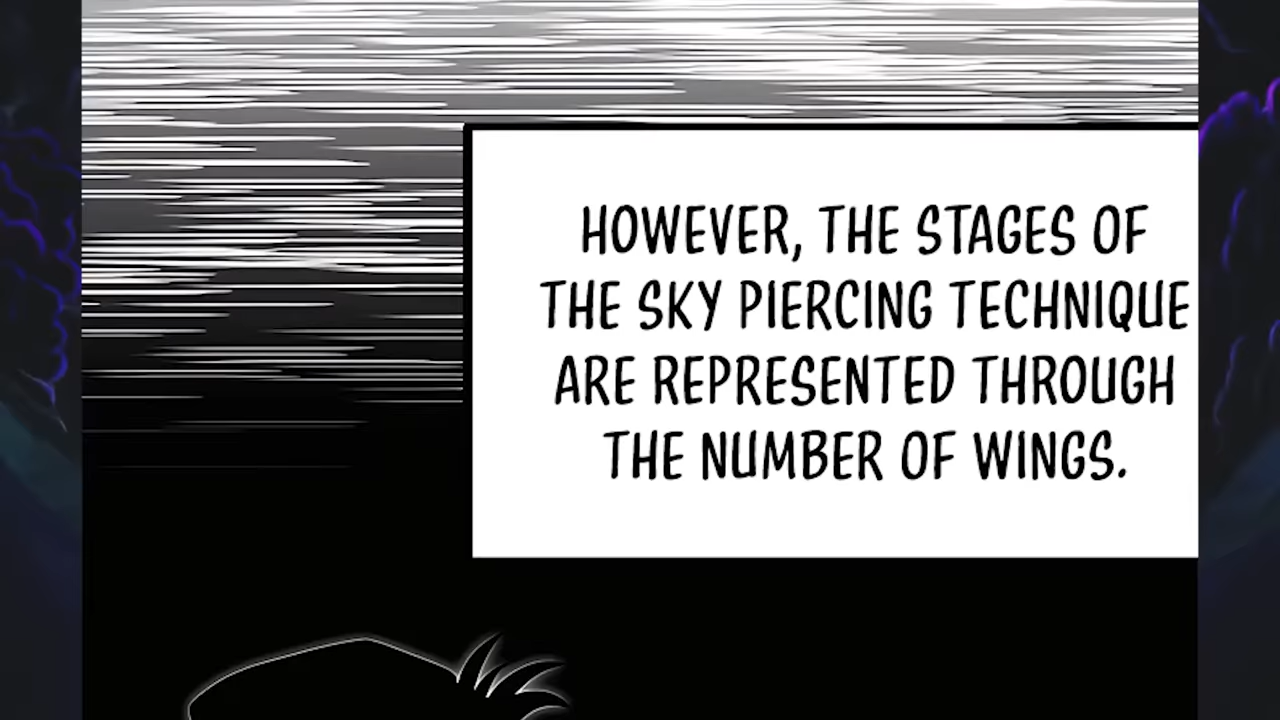 HOWEVER, THE STAGES OF
THE SKY PIERCING TECHNIQUE
ARE REPRESENTED THROUGH
THE NUMBER OF WINGS.